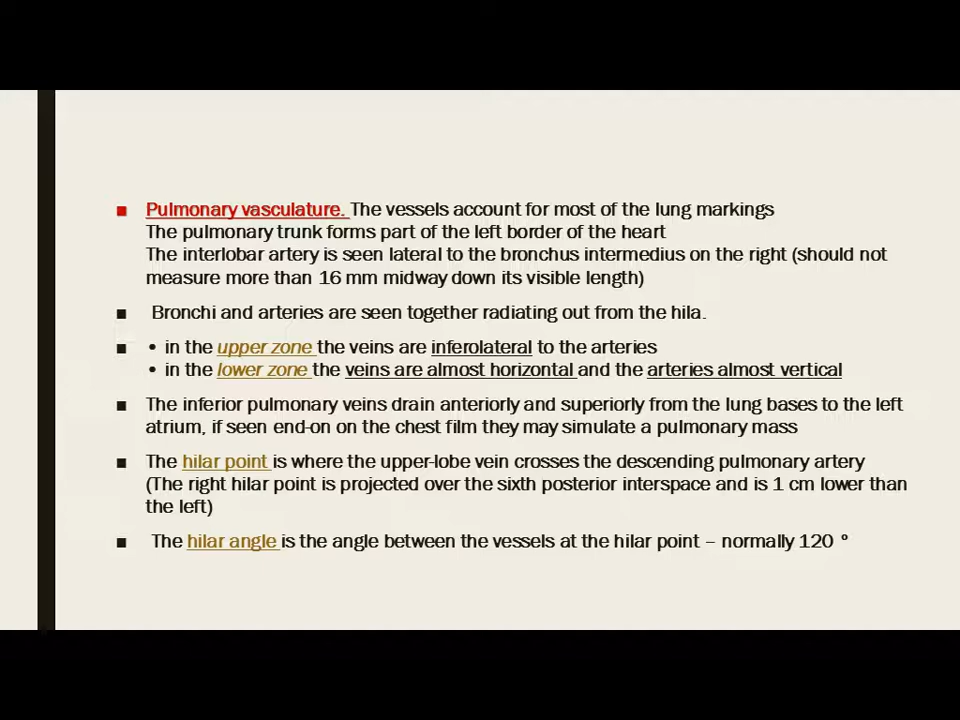 ■ Pulmonary vasculature. The vessels account for most of the lung markings
The pulmonary trunk forms part of the left border of the heart
The interlobar artery is seen lateral to the bronchus intermedius on the right (should not
measure more than 16 mm midway down its visible length)
■ Bronchi and arteries are seen together radiating out from the hila.
■ • in the upper zone the veins are inferolateral to the arteries
• in the lower zone the veins are almost horizontal and the arteries almost vertical
■ The inferior pulmonary veins drain anteriorly and superiorly from the lung bases to the left
atrium, if seen end-on on the chest film they may simulate a pulmonary mass
■ The hilar point is where the upper-lobe vein crosses the descending pulmonary artery
(The right hilar point is projected over the sixth posterior interspace and is 1 cm lower than
the left)
■ The hilar angle is the angle between the vessels at the hilar point – normally 120 °